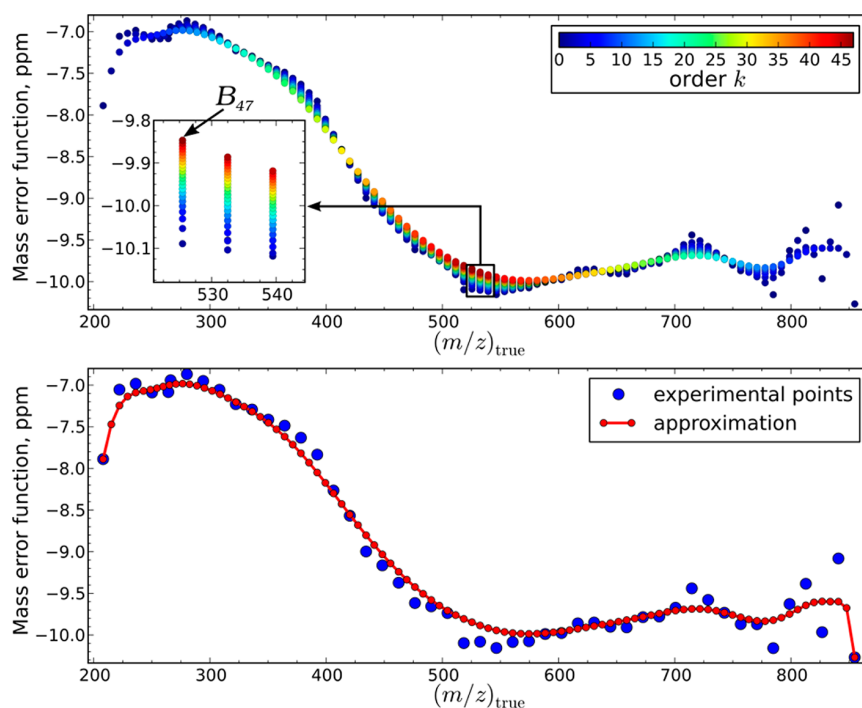 −7.0
−7.5
−8.0
−8.5
−9.0
−9.5
−10.0
Mass error function, ppm
0 5 10 15 20 25 30 35 40 45
order k
B47
−9.8
−9.9
−10.0
−10.1
530 540
200 300 400 500 600 700 800
(m/z)true
−7.0
−7.5
−8.0
−8.5
−9.0
−9.5
−10.0
Mass error function, ppm
experimental points
approximation
200 300 400 500 600 700 800
(m/z)true